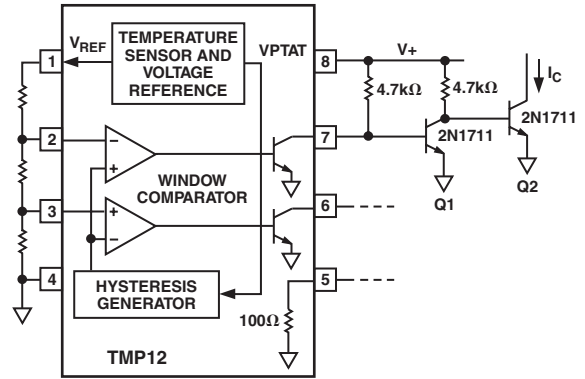 VREF
TEMPERATURE
SENSOR AND
VOLTAGE
REFERENCE
VPTAT
1
8
V+
IC
4.7kΩ
4.7kΩ
2N1711
2N1711
7
2
–
+
WINDOW
COMPARATOR
Q1
Q2
3
+
–
6
4
HYSTERESIS
GENERATOR
5
100Ω
TMP12